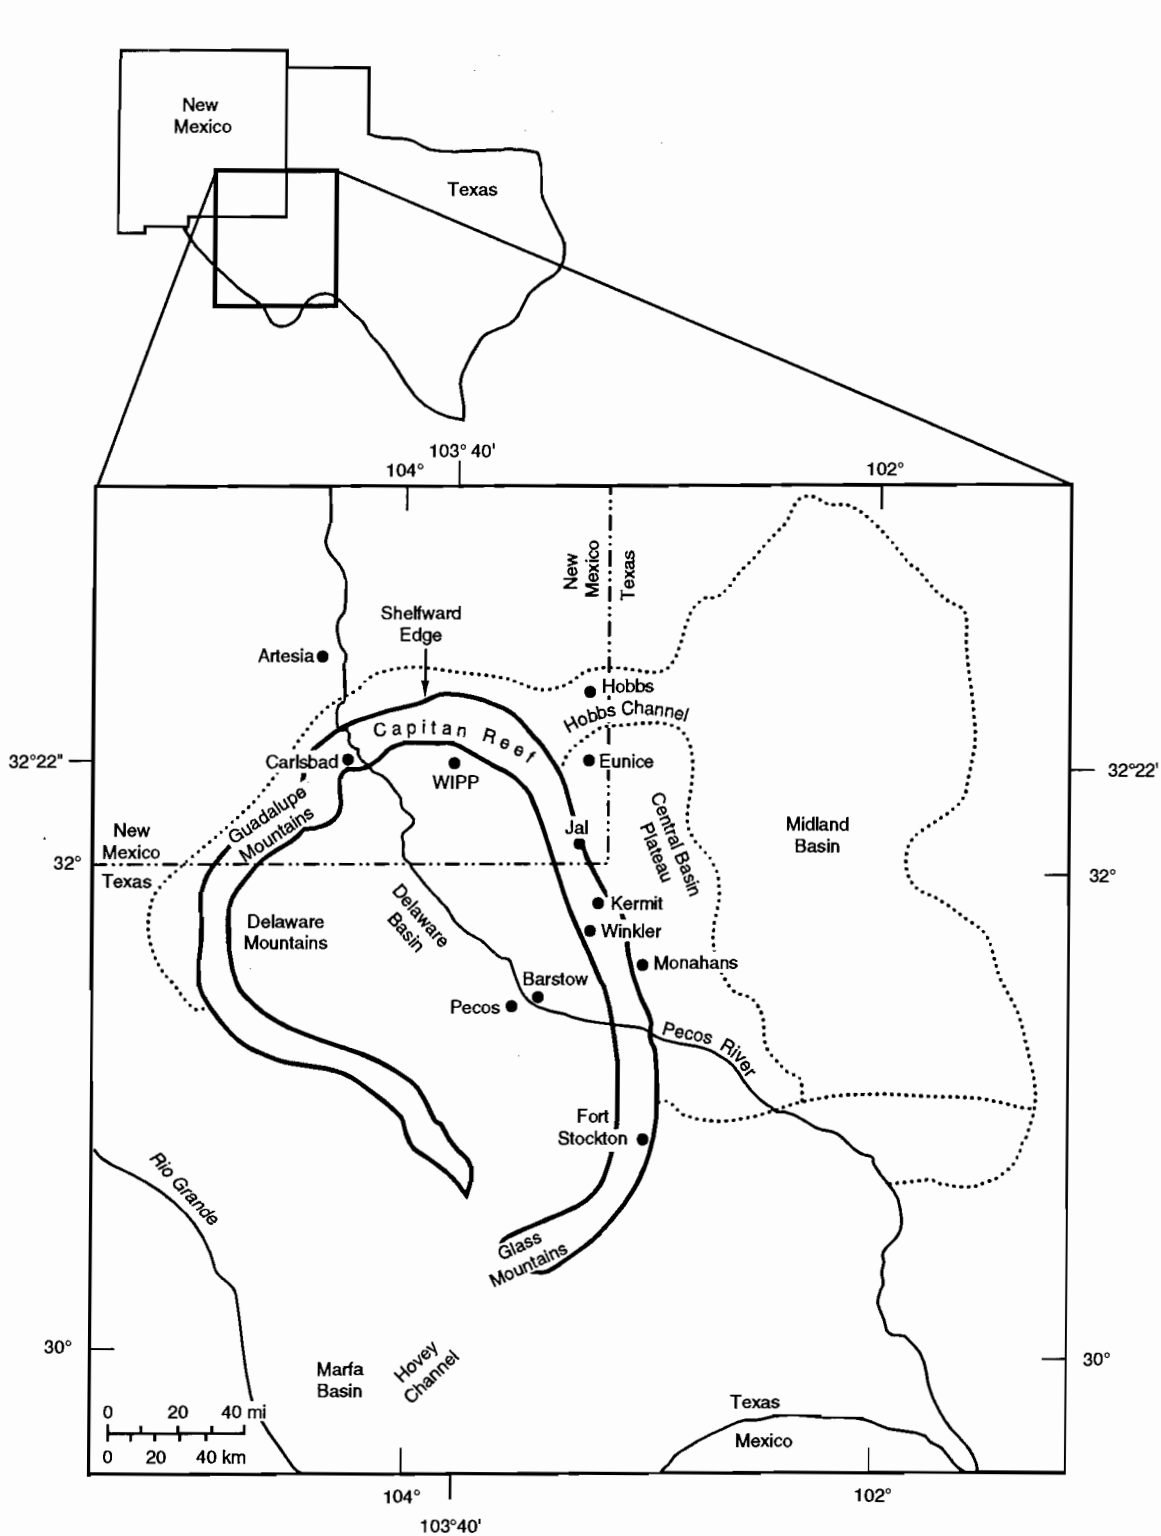 New
Mexico
Texas
103° 40'
104°
102°
New
Mexico
Texas
Shelfward
Edge
Artesia
Hobbs
Hobbs Channel
Capitan Reef
32°22"
Carlsbad
WIPP
Eunice
32°22'
Guadalupe
Mountains
Jal
Central Basin
Plateau
Midland
Basin
New
Mexico
32°
Texas
32°
Delaware
Mountains
Delaware
Basin
Kermit
Winkler
Monahans
Barstow
Pecos
Pecos River
Fort
Stockton
Rio Grande
Glass
Mountains
30°
30°
Marfa
Basin
Hovey
Channel
0 20 40 mi
0 20 40 km
Texas
Mexico
104°
102°
103°40'